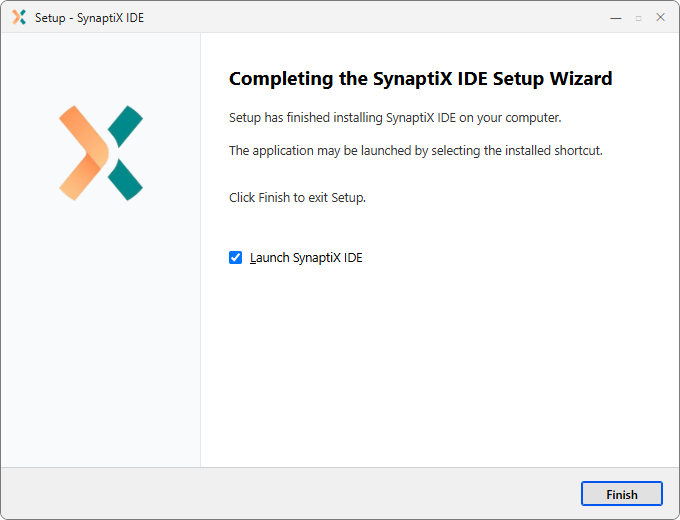 Setup - SynaptiX IDE
Completing the SynaptiX IDE Setup Wizard
Setup has finished installing SynaptiX IDE on your computer.
The application may be launched by selecting the installed shortcut.
Click Finish to exit Setup.
Launch SynaptiX IDE
Finish